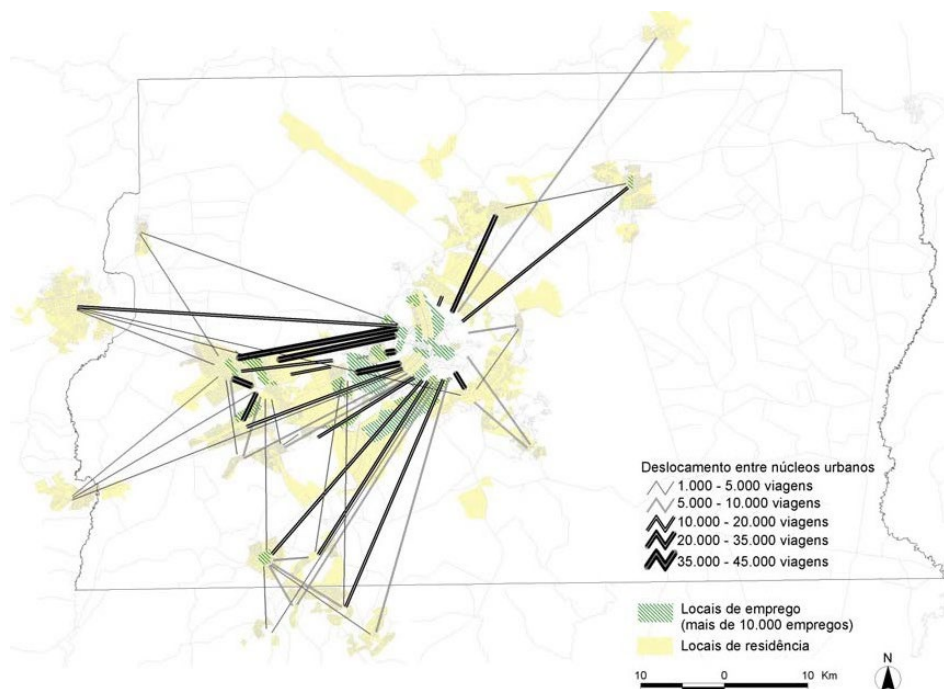 Deslocamento entre núcleos urbanos
1.000 - 5.000 viagens
5.000 - 10.000 viagens
10.000 - 20.000 viagens
20.000 - 35.000 viagens
35.000 - 45.000 viagens
Locais de emprego
(mais de 10.000 empregos)
Locais de residência
10 0 10 Km
N